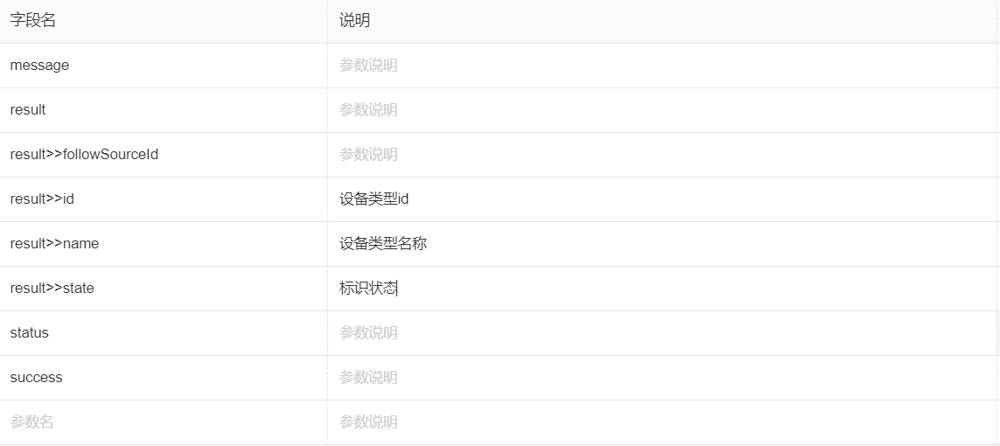 字段名 说明
message 参数说明
result 参数说明
result>>followSourceId 参数说明
result>>id 设备类型id
result>>name 设备类型名称
result>>state 标识状态
status 参数说明
success 参数说明
参数名 参数说明